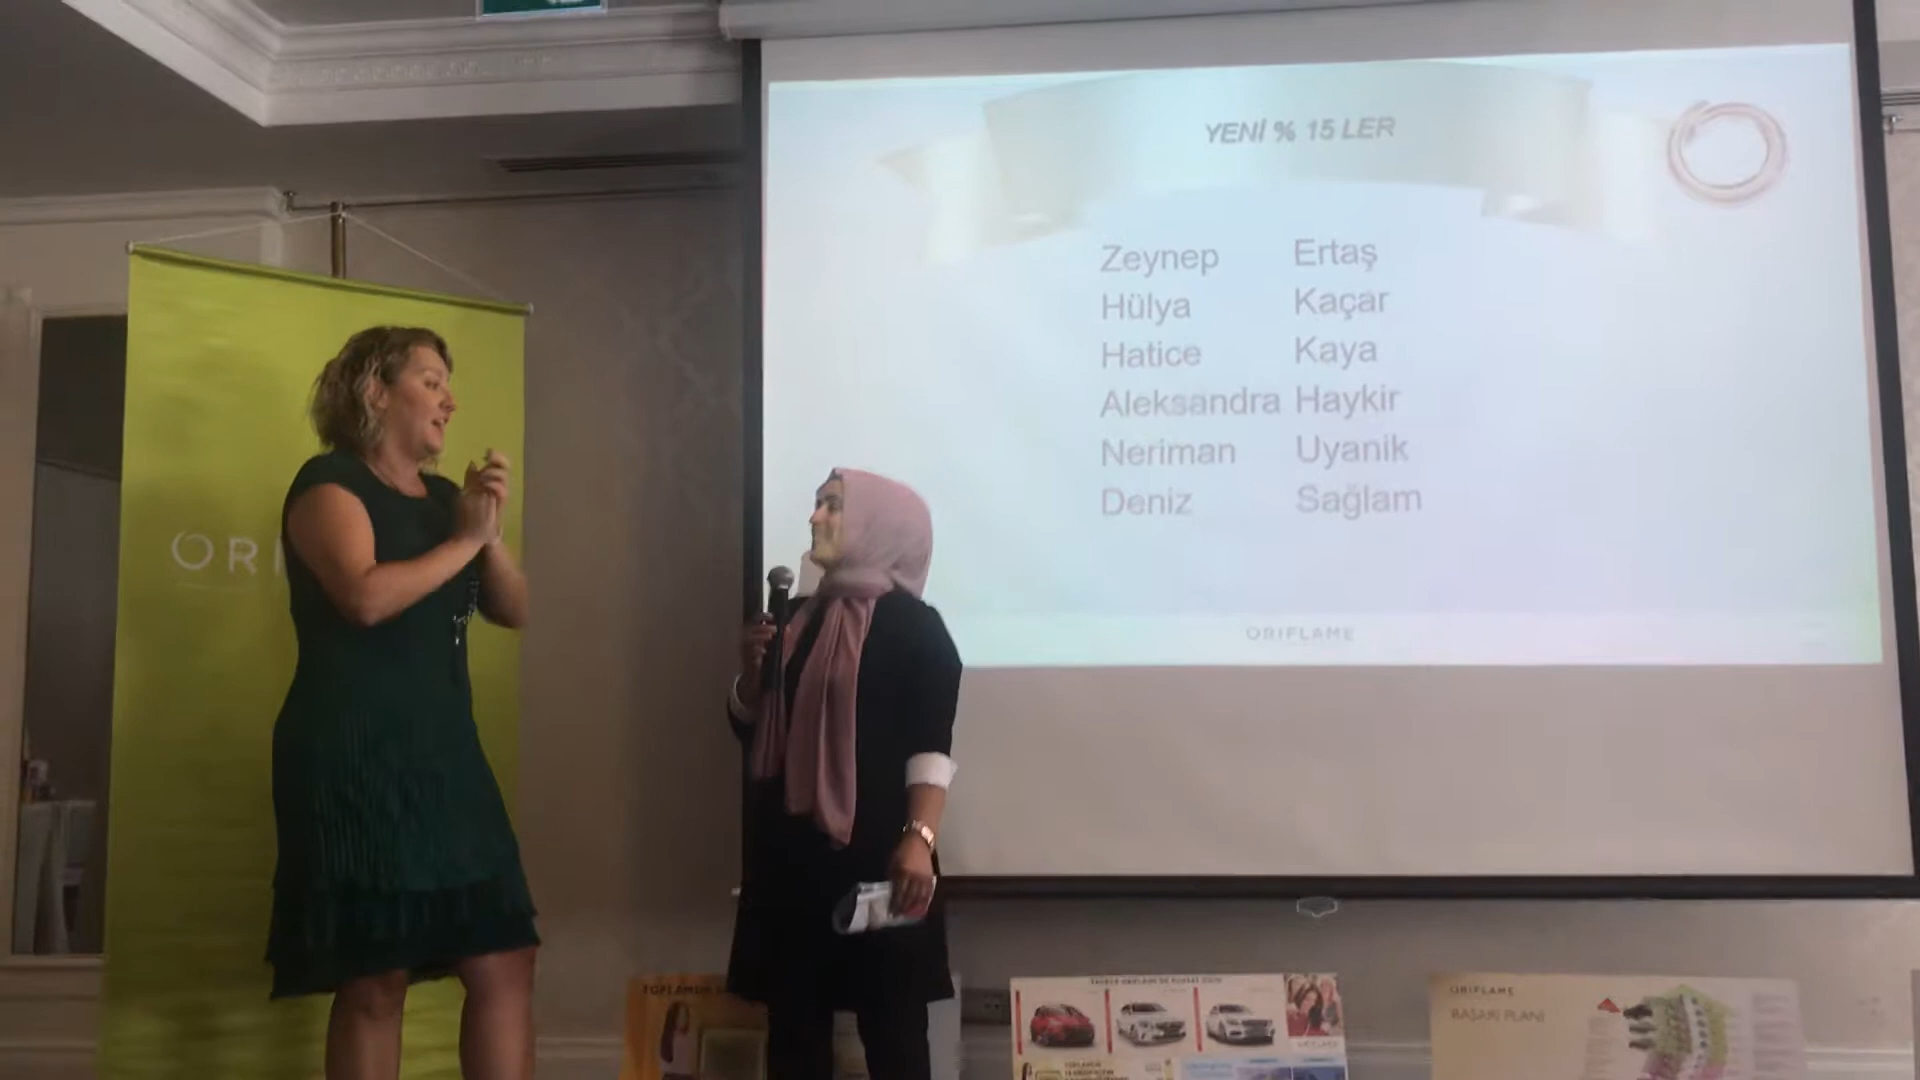 YENİ % 15 LER
Zeynep Ertaş
Hülya Kaçar
Hatice Kaya
Aleksandra Haykir
Neriman Uyanik
Deniz Sağlam
ORIFLAME
ORI
ORIFLAME
BAŞARI PLANI